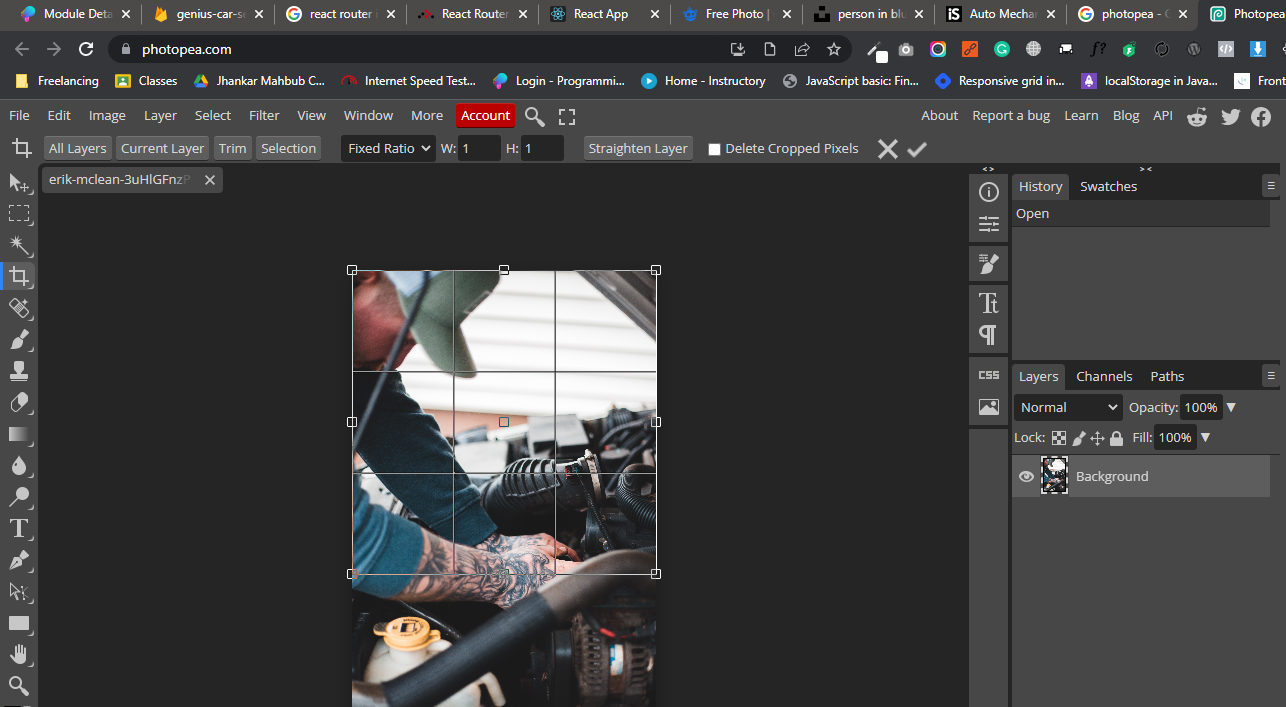 Module Deta
genius-car-se
react router i
React Router
React App
Free Photo |
person in blu
Auto Mechan
photopea - G
Photopea
photopea.com
Freelancing
Classes
Jhankar Mahbub C...
Internet Speed Test...
Login - Programmi...
Home - Instructory
JavaScript basic: Fin...
Responsive grid in...
localStorage in Java...
Front
File Edit Image Layer Select Filter View Window More Account
About Report a bug Learn Blog API
All Layers Current Layer Trim Selection Fixed Ratio W: 1 H: 1 Straighten Layer Delete Cropped Pixels
erik-mclean-3uHlGFnzP
History Swatches
Open
CSS
Layers Channels Paths
Normal Opacity: 100%
Lock: Fill: 100%
Background